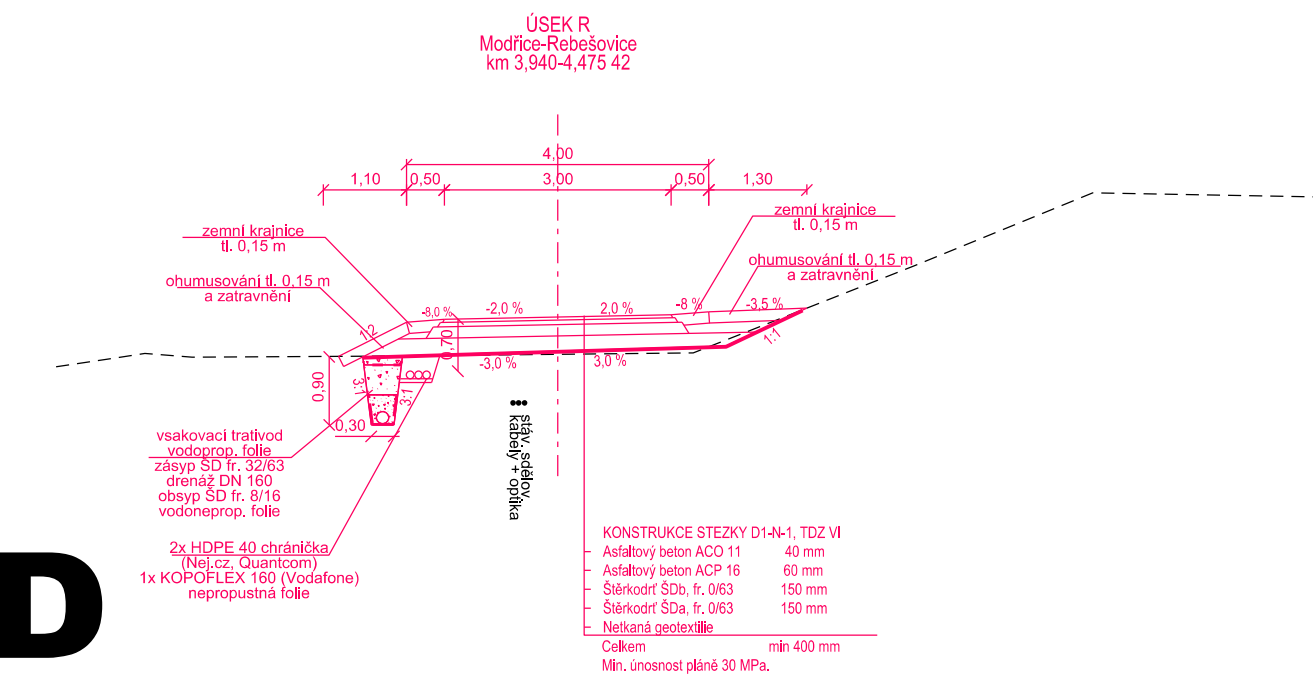 ÚSEK R
Modřice-Rebešovice
km 3,940-4,475 42
4,00
1,10
0,50
3,00
0,50
1,30
zemní krajnice
tl. 0,15 m
zemní krajnice
tl. 0,15 m
ohumusování tl. 0,15 m
a zatravnění
ohumusování tl. 0,15 m
a zatravnění
-8,0 %
-2,0 %
2,0 %
-8 %
-3,5 %
1:2
0,70
1:1
-3,0 %
3,0 %
0,90
3:1
3:1
0,30
stáv. sdělov.
kabely + optika
vsakovací trativod
vodoprop. folie
zásyp ŠD fr. 32/63
drenáž DN 160
obsyp ŠD fr. 8/16
vodoneprop. folie
2x HDPE 40 chránička
(Nej.cz, Quantcom)
1x KOPOFLEX 160 (Vodafone)
nepropustná folie
KONSTRUKCE STEZKY D1-N-1, TDZ VI
Asfaltový beton ACO 11 40 mm
Asfaltový beton ACP 16 60 mm
Štěrkodrť ŠDb, fr. 0/63 150 mm
Štěrkodrť ŠDa, fr. 0/63 150 mm
Netkaná geotextilie
Celkem min 400 mm
Min. únosnost pláně 30 MPa.
D